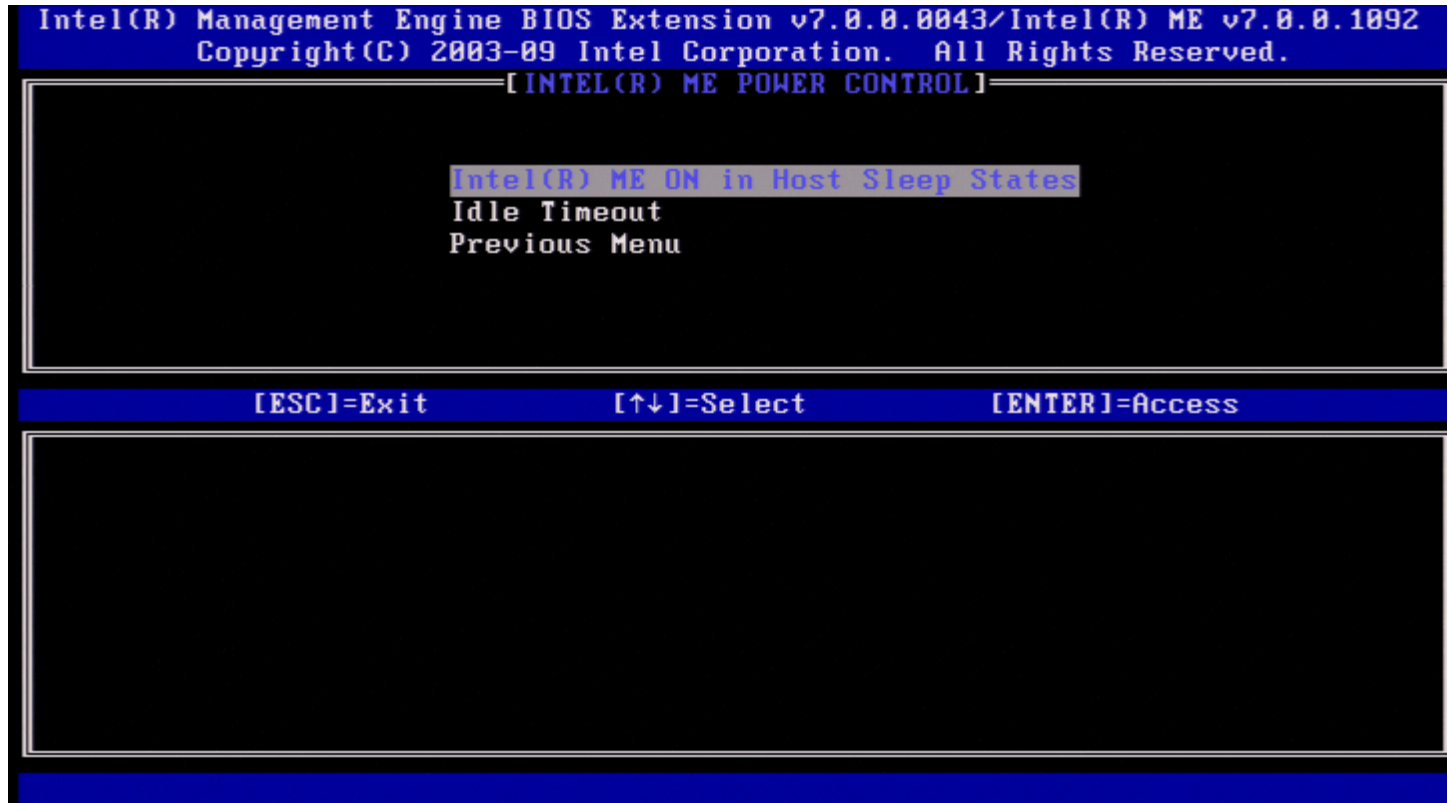 Intel(R) Management Engine BIOS Extension v7.0.0.0043/Intel(R) ME v7.0.0.1092
Copyright(C) 2003-09 Intel Corporation.  All Rights Reserved.
[INTEL(R) ME POWER CONTROL]
Intel(R) ME ON in Host Sleep States
Idle Timeout
Previous Menu
[ESC]=Exit [↑↓]=Select [ENTER]=Access